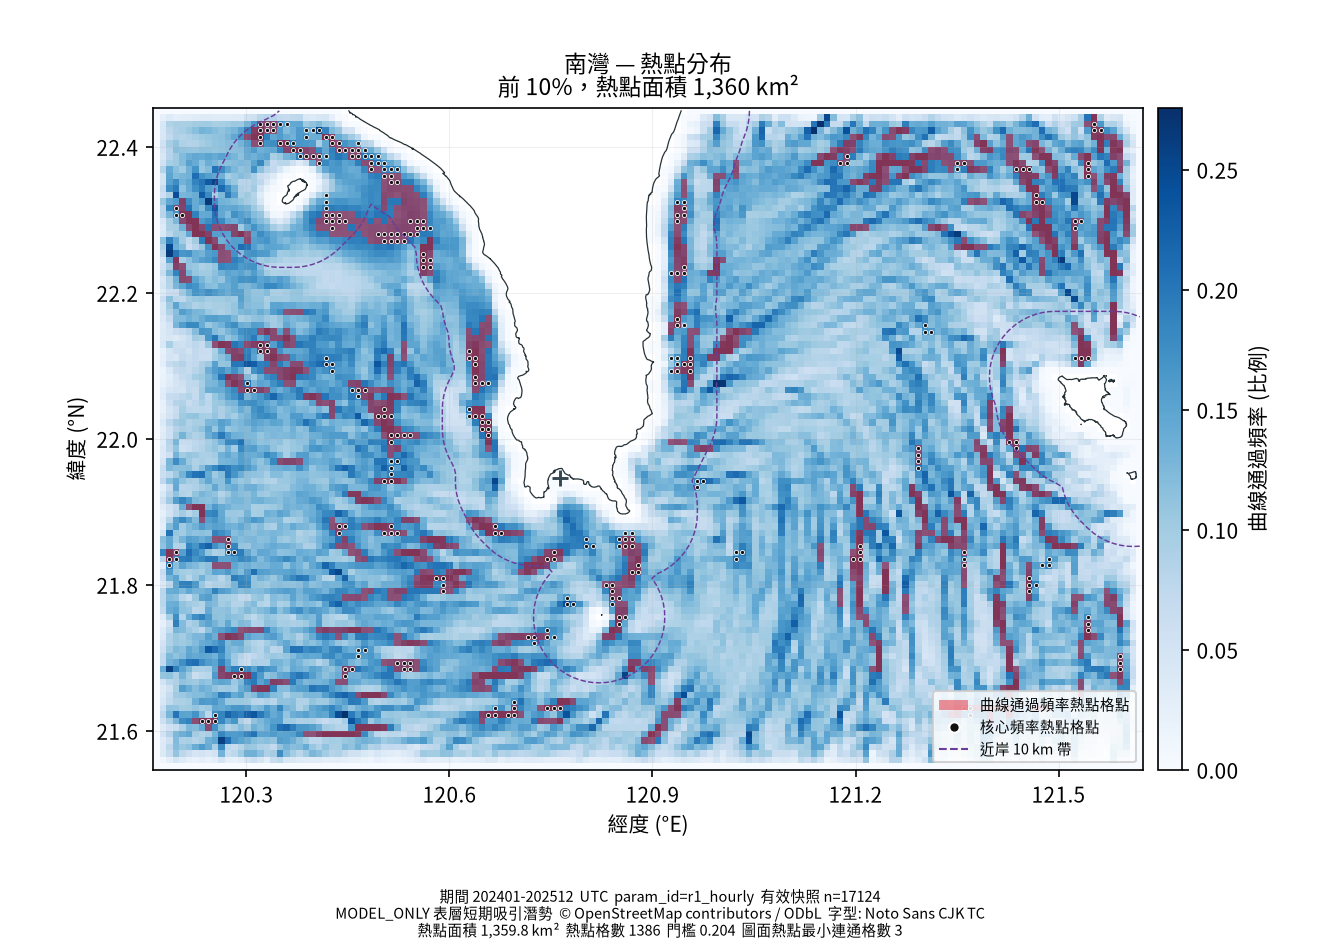 南灣 — 熱點分布
前 10%，熱點面積 1,360 km²
22.4
22.2
22.0
21.8
21.6
緯度 (°N)
120.3
120.6
120.9
121.2
121.5
經度 (°E)
曲線通過頻率熱點格點
核心頻率熱點格點
近岸 10 km 帶
0.25
0.20
0.15
0.10
0.05
0.00
曲線通過頻率 (比例)
期間 202401-202512 UTC param_id=r1_hourly 有效快照 n=17124
MODEL_ONLY 表層短期吸引潛勢 © OpenStreetMap contributors / ODbL 字型: Noto Sans CJK TC
熱點面積 1,359.8 km² 熱點格數 1386 門檻 0.204 圖面熱點最小連通格數 3